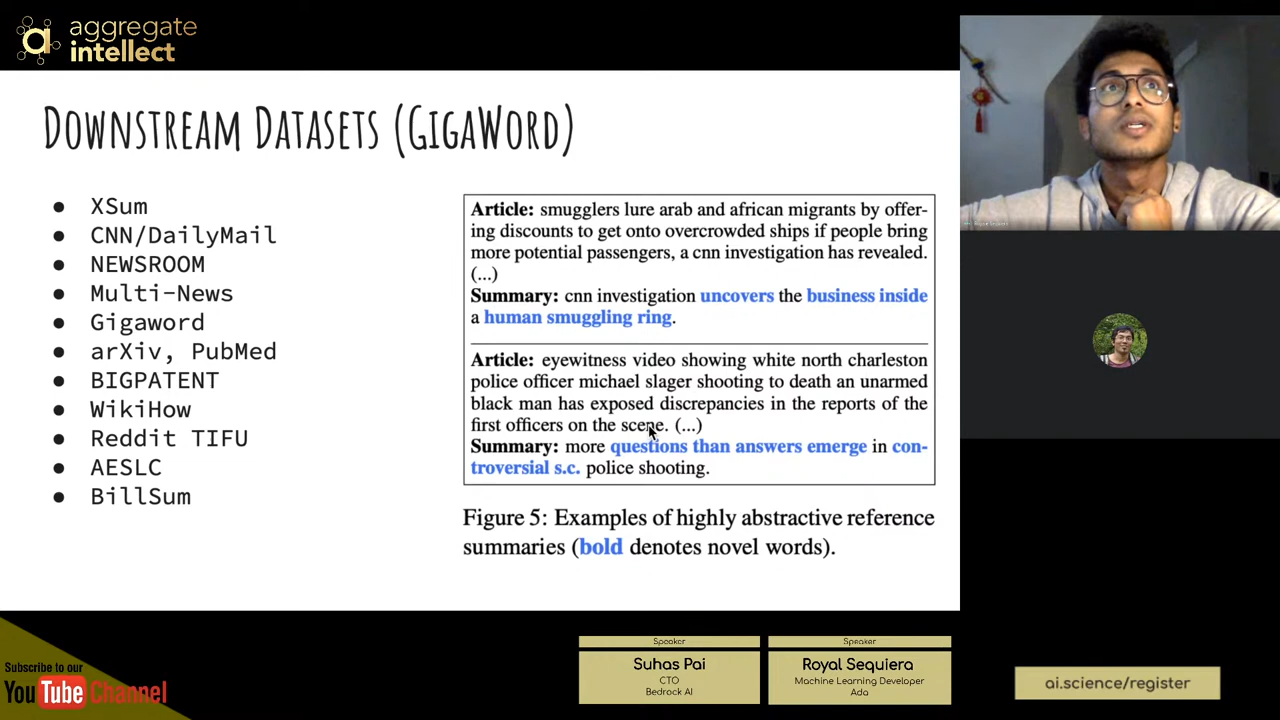 aggregate
intellect
Downstream Datasets (GigaWord)
XSum
CNN/DailyMail
NEWSROOM
Multi-News
Gigaword
arXiv, PubMed
BIGPATENT
WikiHow
Reddit TIFU
AESLC
BillSum
Article: smugglers lure arab and african migrants by offer-
ing discounts to get onto overcrowded ships if people bring
more potential passengers, a cnn investigation has revealed.
(...)
Summary: cnn investigation uncovers the business inside
a human smuggling ring.
Article: eyewitness video showing white north charleston
police officer michael slager shooting to death an unarmed
black man has exposed discrepancies in the reports of the
first officers on the scene. (...)
Summary: more questions than answers emerge in con-
troversial s.c. police shooting.
Figure 5: Examples of highly abstractive reference
summaries (bold denotes novel words).
Subscribe to our
YouTube Channel
Speaker
Suhas Pai
CTO
Bedrock AI
Speaker
Royal Sequiera
Machine Learning Developer
Ada
ai.science/register